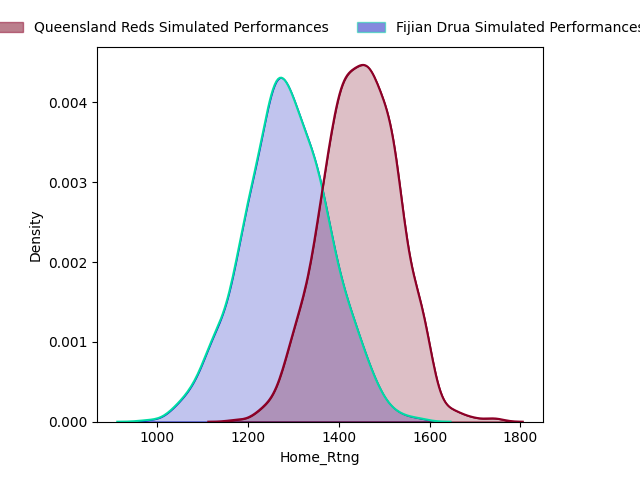 Queensland Reds Simulated Performances
Fijian Drua Simulated Performances
0.004
0.003
0.002
0.001
0.000
Density
1000 1200 1400 1600 1800
Home_Rtng